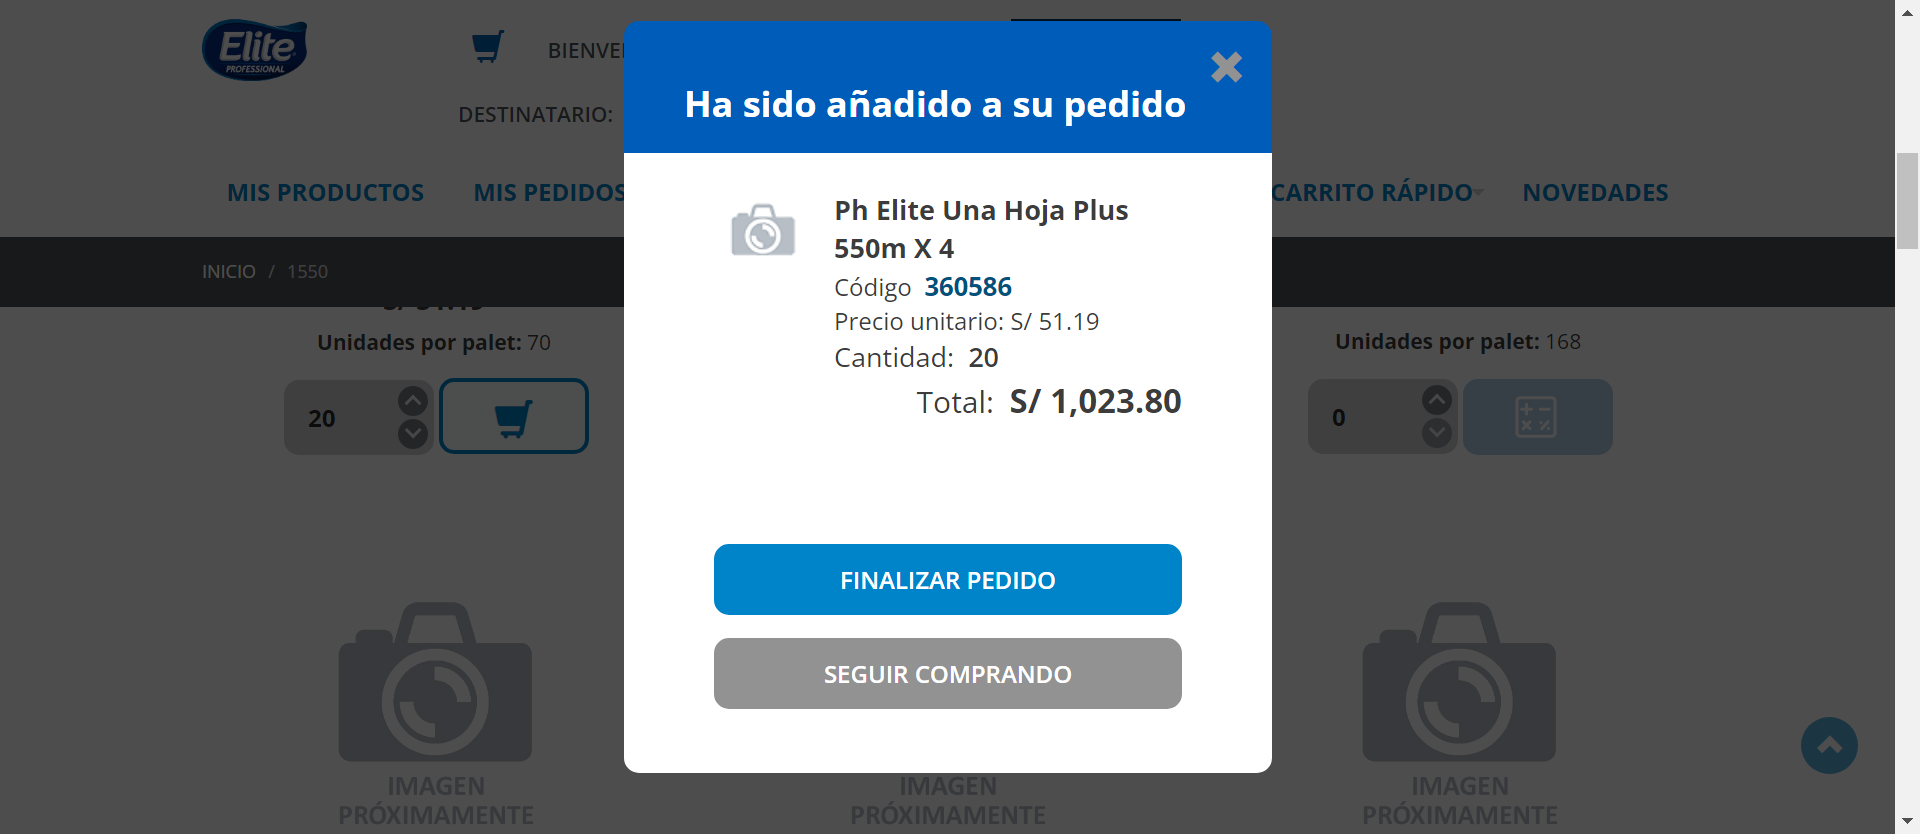 Elite
PROFESSIONAL
DESTINATARIO:
MIS PRODUCTOS
MIS PEDIDOS
CARRITO RÁPIDO
NOVEDADES
INICIO / 1550
Unidades por palet: 70
20
Ha sido añadido a su pedido
Ph Elite Una Hoja Plus
550m X 4
Código 360586
Precio unitario: S/ 51.19
Cantidad: 20
Total: S/ 1,023.80
FINALIZAR PEDIDO
SEGUIR COMPRANDO
Unidades por palet: 168
0
IMAGEN
PRÓXIMAMENTE
IMAGEN
PRÓXIMAMENTE
IMAGEN
PRÓXIMAMENTE